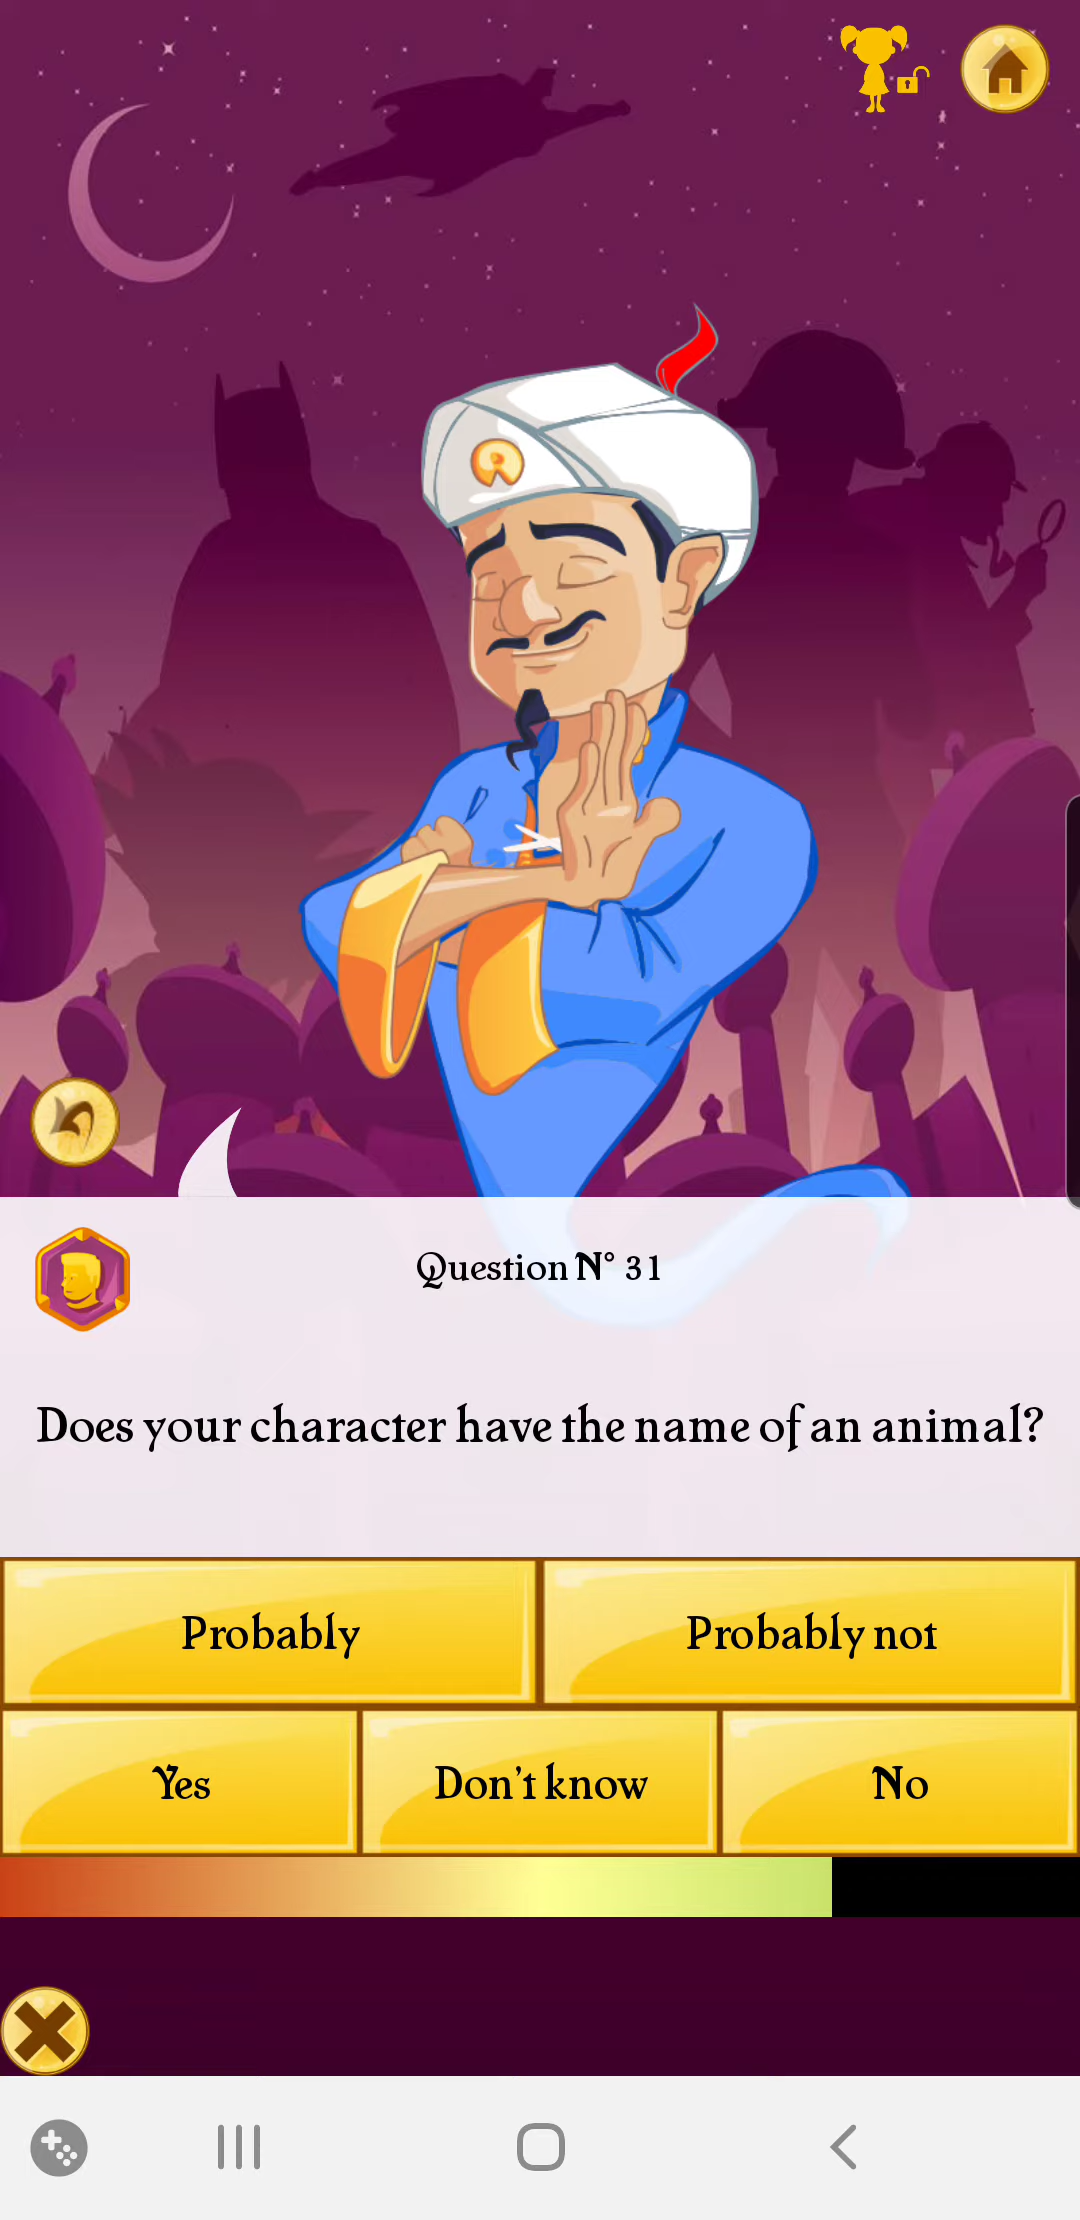 Question N° 31
Does your character have the name of an animal?
Probably
Probably not
Yes
Don't know
No